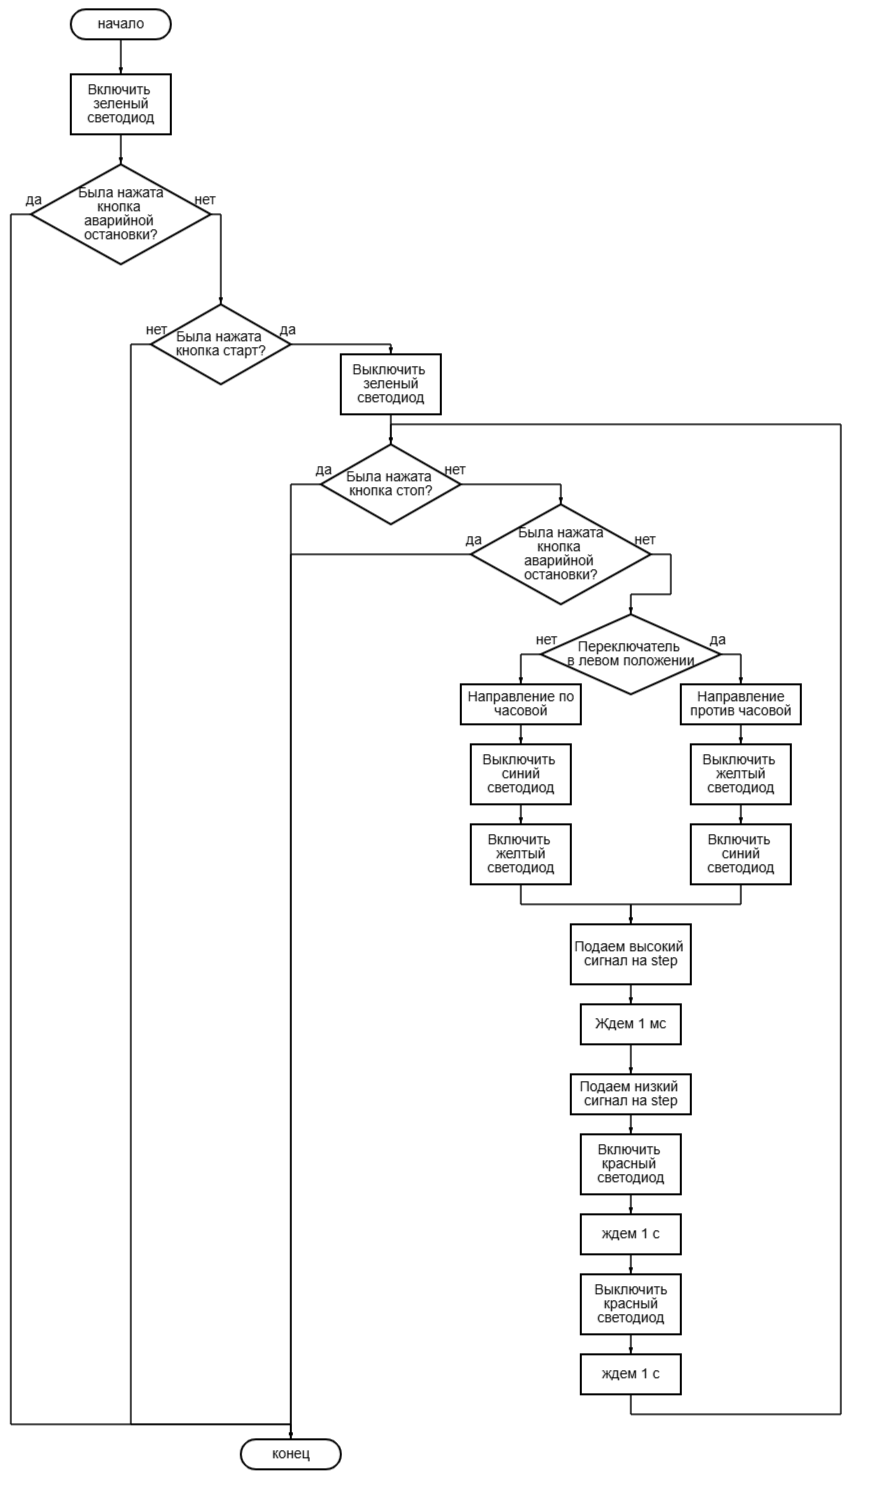 начало
Включить
зеленый
светодиод
да
Была нажата
кнопка
аварийной
остановки?
нет
нет
Была нажата
кнопка старт?
да
Выключить
зеленый
светодиод
да
Была нажата
кнопка стоп?
нет
да
Была нажата
кнопка
аварийной
остановки?
нет
нет
Переключатель
в левом положении
да
Направление по
часовой
Направление
против часовой
Выключить
синий
светодиод
Выключить
желтый
светодиод
Включить
желтый
светодиод
Включить
синий
светодиод
Подаем высокий
сигнал на step
Ждем 1 мс
Подаем низкий
сигнал на step
Включить
красный
светодиод
ждем 1 с
Выключить
красный
светодиод
ждем 1 с
конец